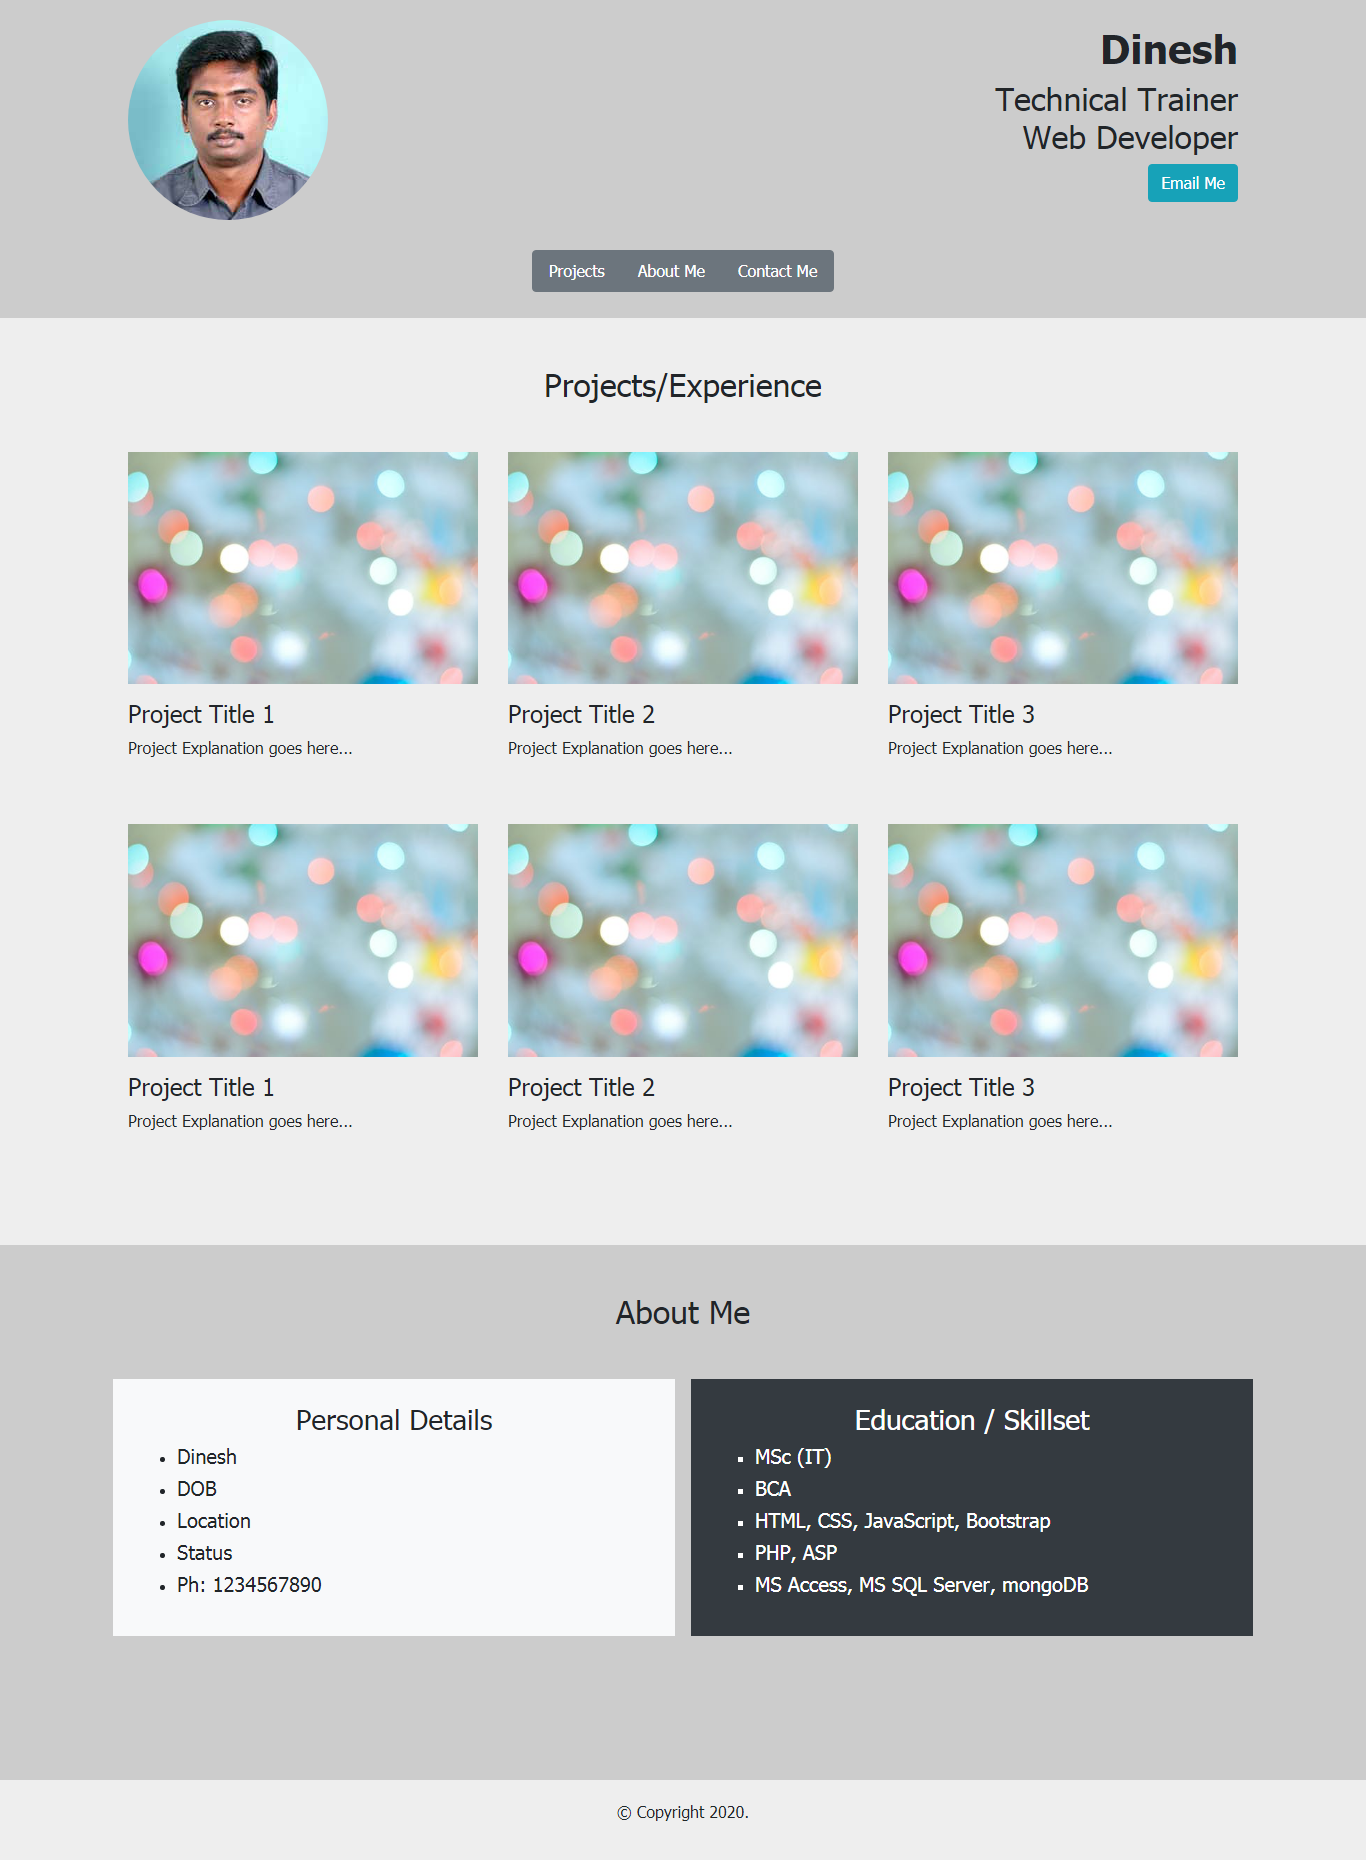 Dinesh
Technical Trainer
Web Developer
Email Me
Projects About Me Contact Me
Projects/Experience
Project Title 1
Project Explanation goes here...
Project Title 2
Project Explanation goes here...
Project Title 3
Project Explanation goes here...
Project Title 1
Project Explanation goes here...
Project Title 2
Project Explanation goes here...
Project Title 3
Project Explanation goes here...
About Me
Personal Details
• Dinesh
• DOB
• Location
• Status
• Ph: 1234567890
Education / Skillset
▪ MSc (IT)
▪ BCA
▪ HTML, CSS, JavaScript, Bootstrap
▪ PHP, ASP
▪ MS Access, MS SQL Server, mongoDB
© Copyright 2020.